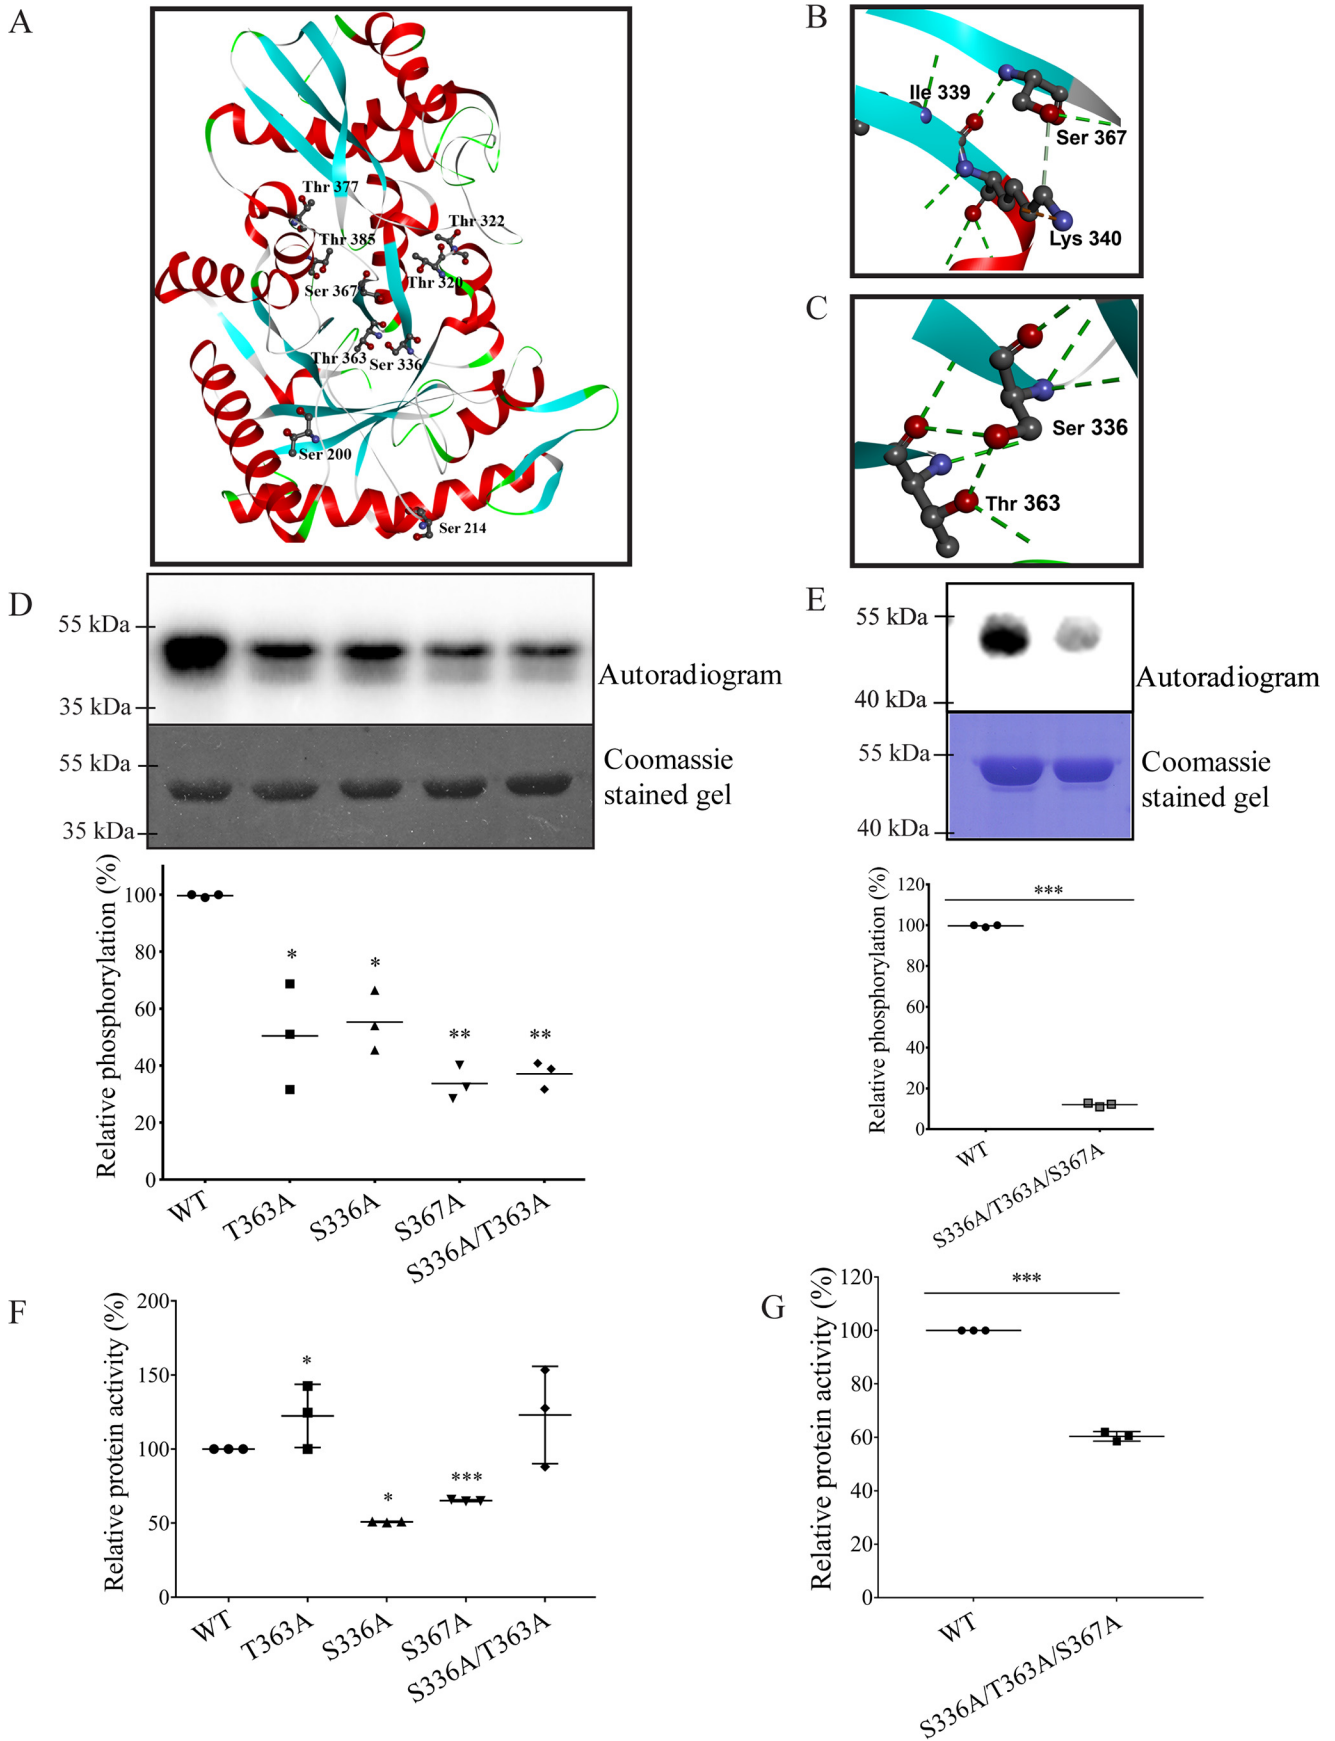 A
Thr 377
Thr 322
Thr 385
Thr 320
Ser 367
Thr 363
Ser 336
Ser 200
Ser 214
B
Ile 339
Ser 367
Lys 340
C
Ser 336
Thr 363
D
55 kDa
35 kDa
Autoradiogram
55 kDa
35 kDa
Coomassie
stained gel
Relative phosphorylation (%)
100
80
60
40
20
0
*
*
**
**
WT
T363A
S336A
S367A
S336A/T363A
E
55 kDa
40 kDa
Autoradiogram
55 kDa
40 kDa
Coomassie
stained gel
Relative phosphorylation (%)
120
100
80
60
40
20
0
***
WT
S336A/T363A/S367A
F
Relative protein activity (%)
200
150
100
50
0
*
*
***
WT
T363A
S336A
S367A
S336A/T363A
G
Relative protein activity (%)
120
100
80
60
40
20
0
***
WT
S336A/T363A/S367A